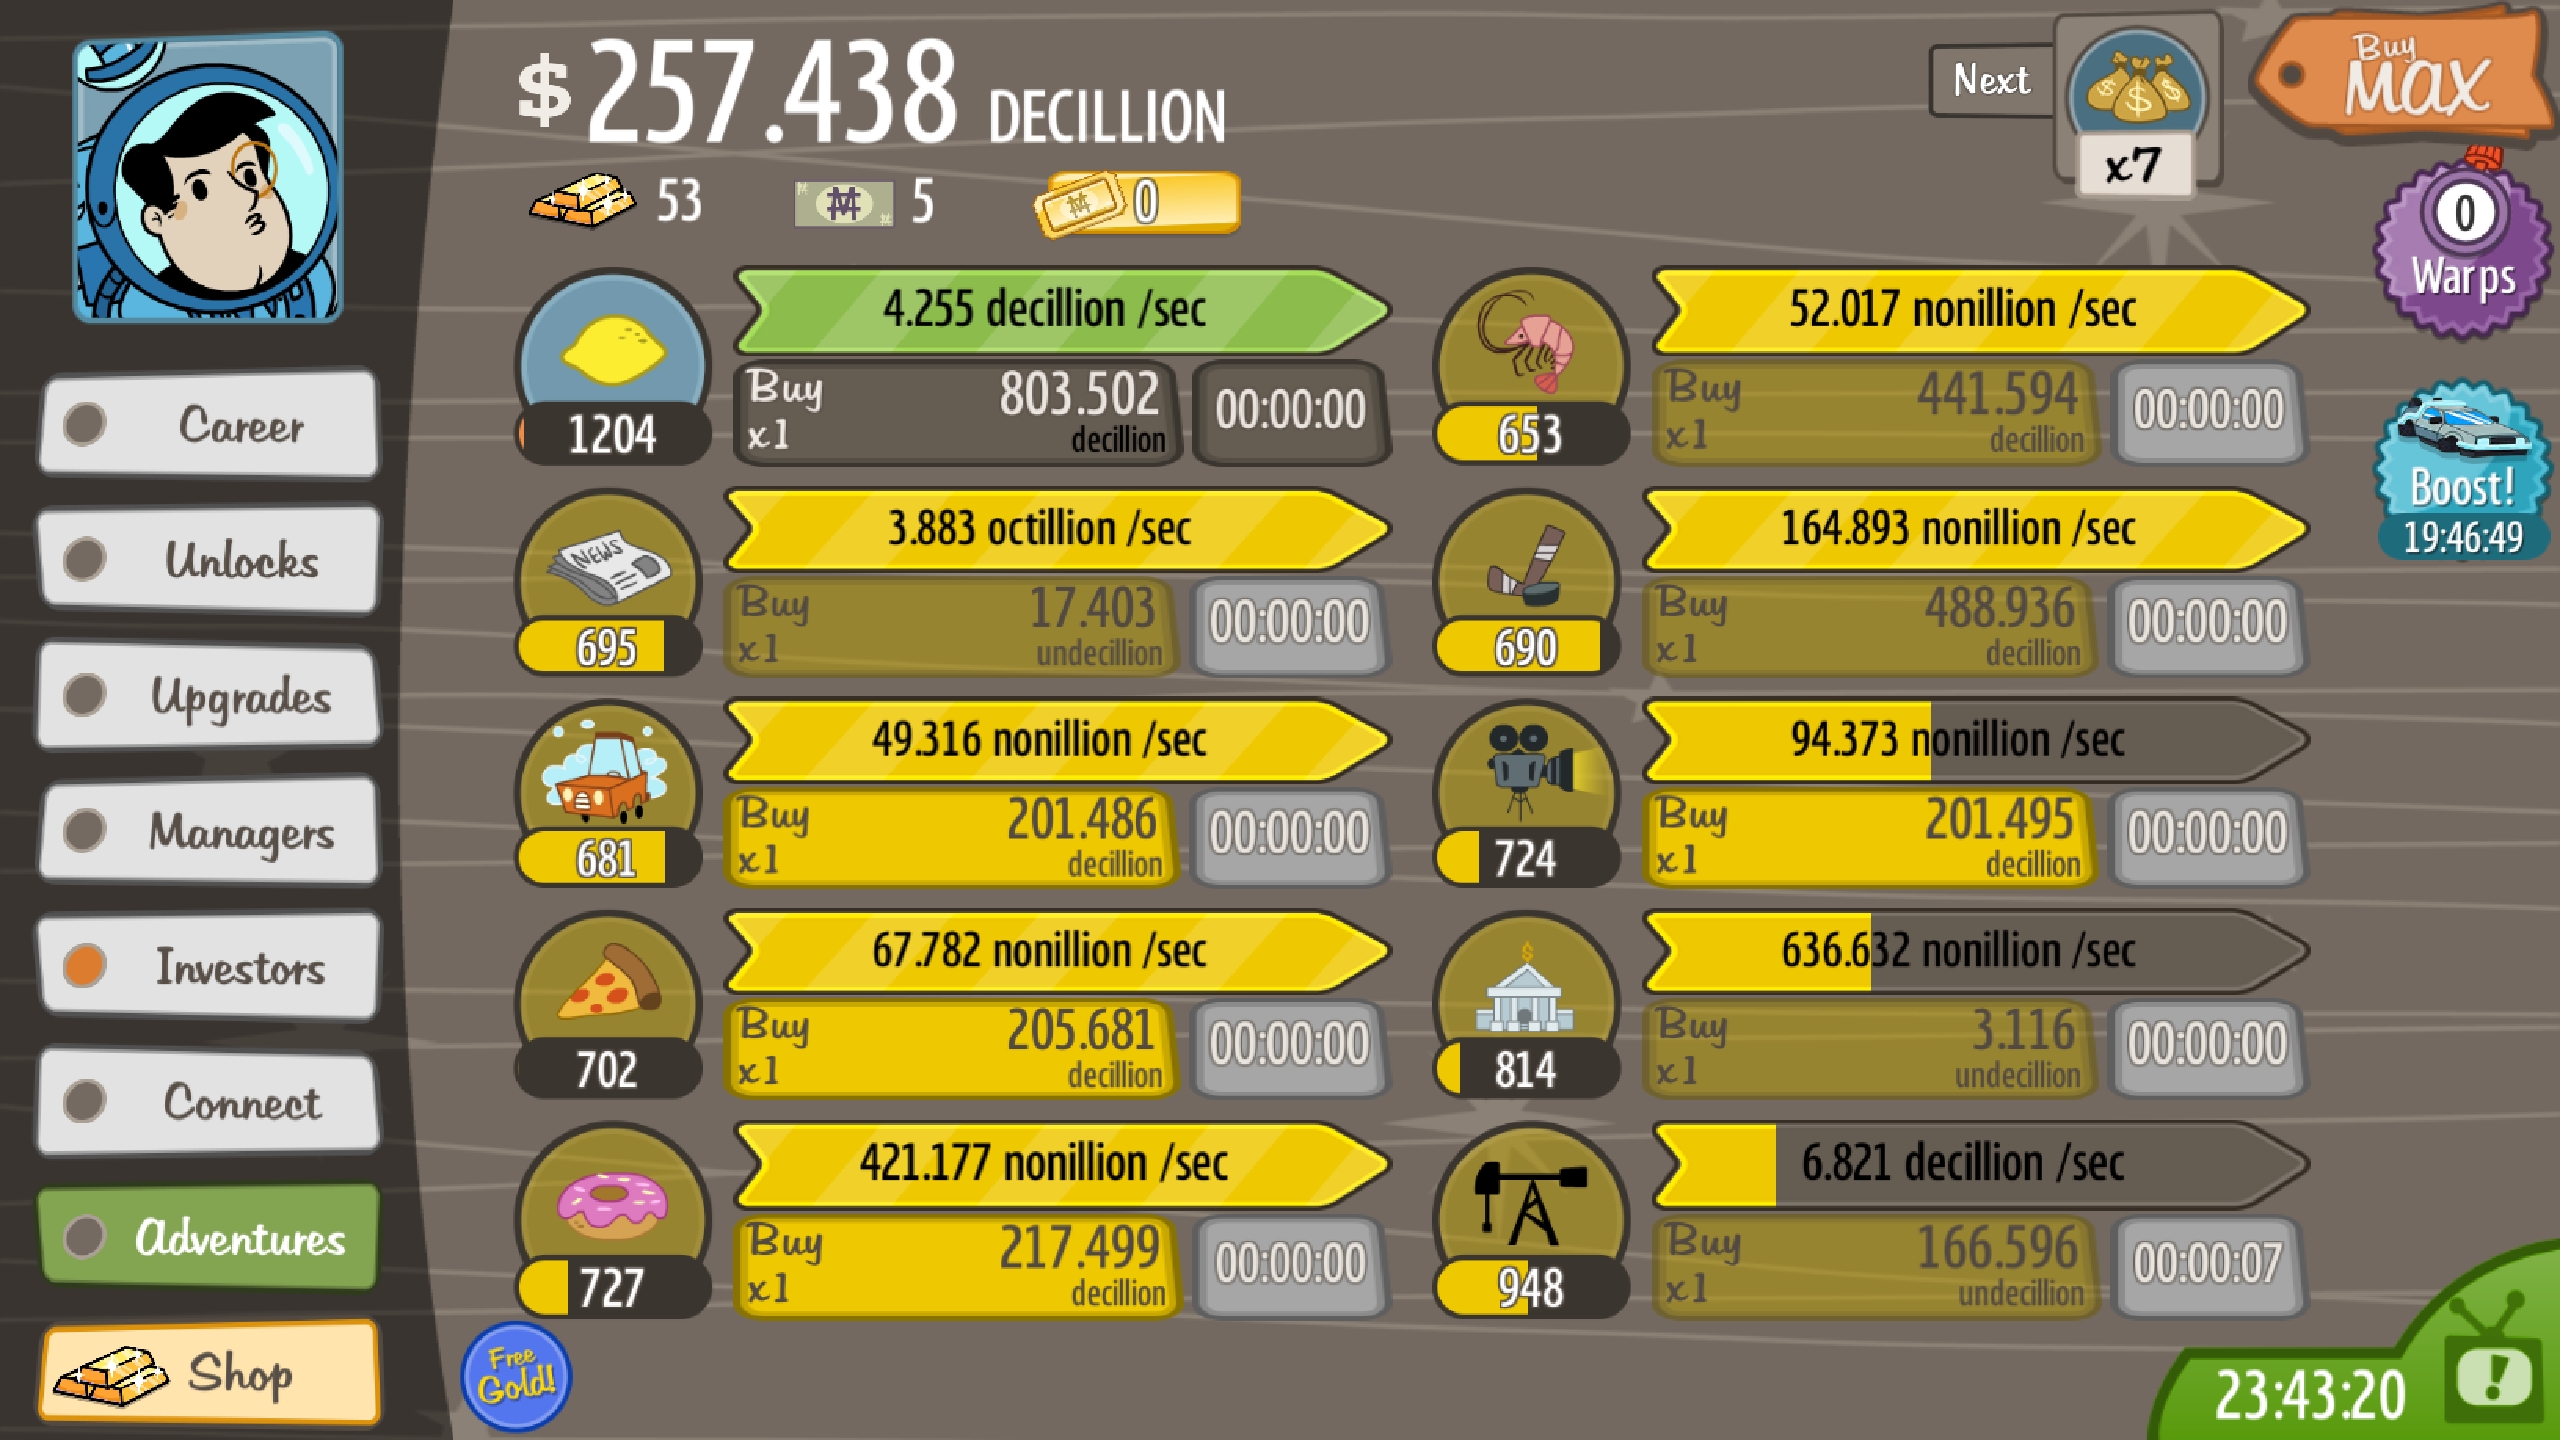 $257.438 DECILLION
53
5
0
Next
x7
Buy
MAX
0
Warps
Boost!
19:46:49
Career
Unlocks
Upgrades
Managers
Investors
Connect
Adventures
Shop
4.255 decillion /sec
1204
Buy x1
803.502 decillion
00:00:00
52.017 nonillion /sec
653
Buy x1
441.594 decillion
00:00:00
NEWS
3.883 octillion /sec
695
Buy x1
17.403 undecillion
00:00:00
164.893 nonillion /sec
690
Buy x1
488.936 decillion
00:00:00
49.316 nonillion /sec
681
Buy x1
201.486 decillion
00:00:00
94.373 nonillion /sec
724
Buy x1
201.495 decillion
00:00:00
67.782 nonillion /sec
702
Buy x1
205.681 decillion
00:00:00
636.632 nonillion /sec
814
Buy x1
3.116 undecillion
00:00:00
421.177 nonillion /sec
727
Buy x1
217.499 decillion
00:00:00
6.821 decillion /sec
948
Buy x1
166.596 undecillion
00:00:07
Free
Gold!
23:43:20
!